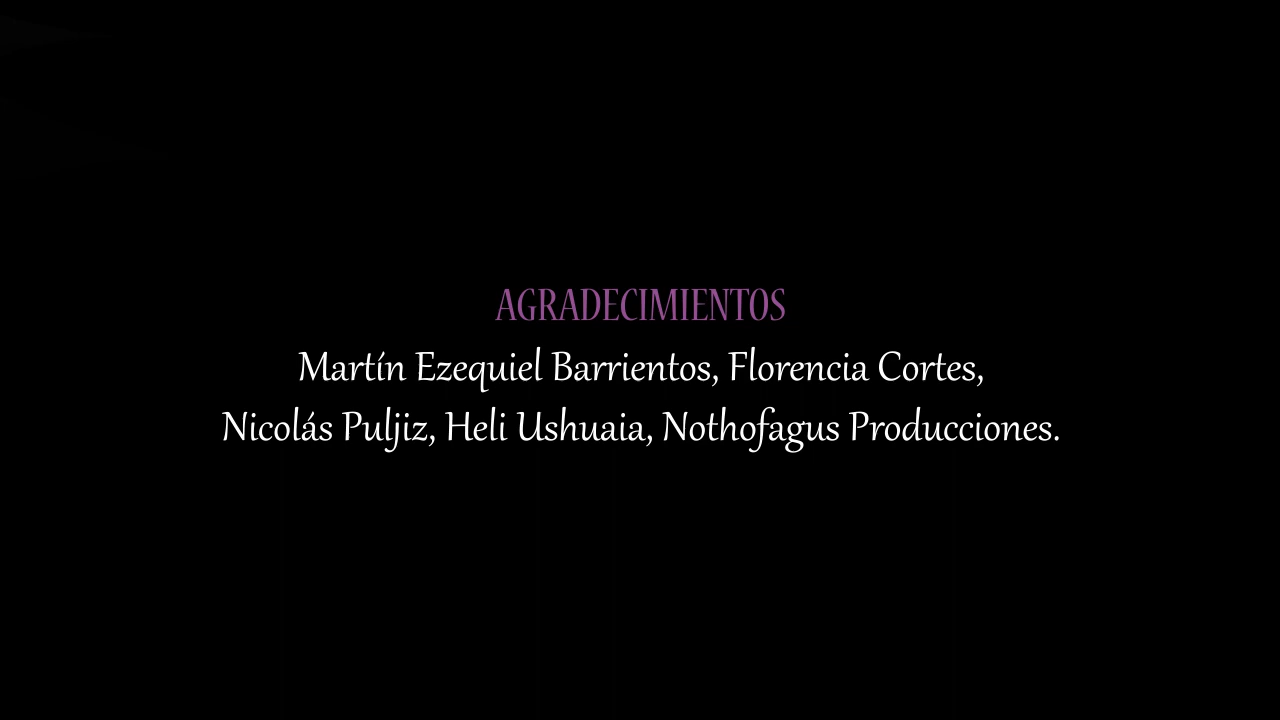 AGRADECIMIENTOS
Martín Ezequiel Barrientos, Florencia Cortes,
Nicolás Puljiz, Heli Ushuaia, Nothofagus Producciones.